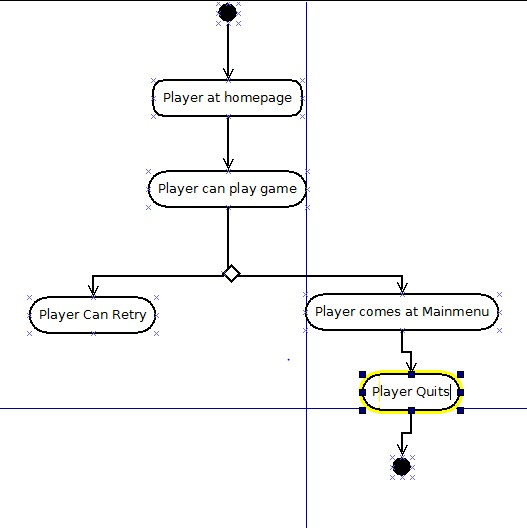 Player at homepage
Player can play game
Player Can Retry
Player comes at Mainmenu
Player Quits